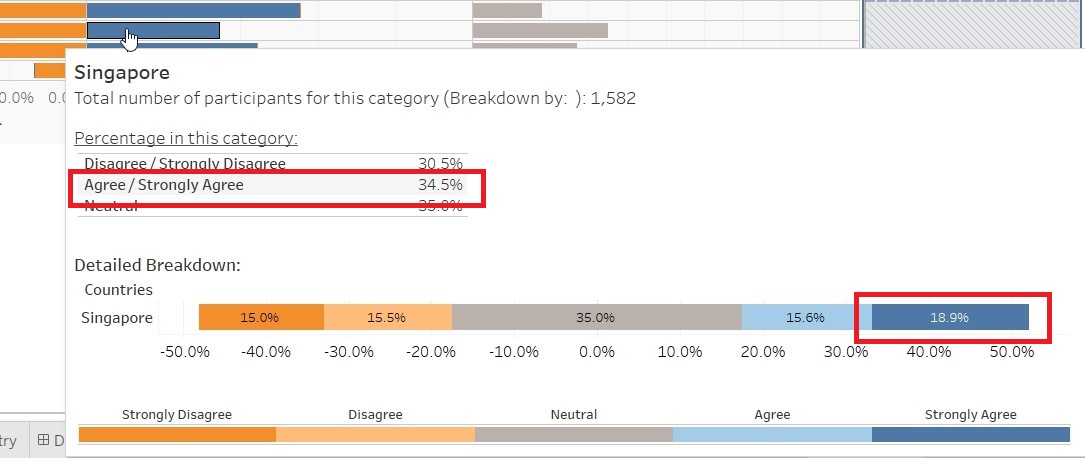 Singapore
Total number of participants for this category (Breakdown by:  ): 1,582
0.0% 0.
Percentage in this category:
Disagree / Strongly Disagree 30.5%
Agree / Strongly Agree 34.5%
Neutral 35.0%
Detailed Breakdown:
Countries
Singapore 15.0% 15.5% 35.0% 15.6% 18.9%
-50.0% -40.0% -30.0% -20.0% -10.0% 0.0% 10.0% 20.0% 30.0% 40.0% 50.0%
Strongly Disagree Disagree Neutral Agree Strongly Agree
try D